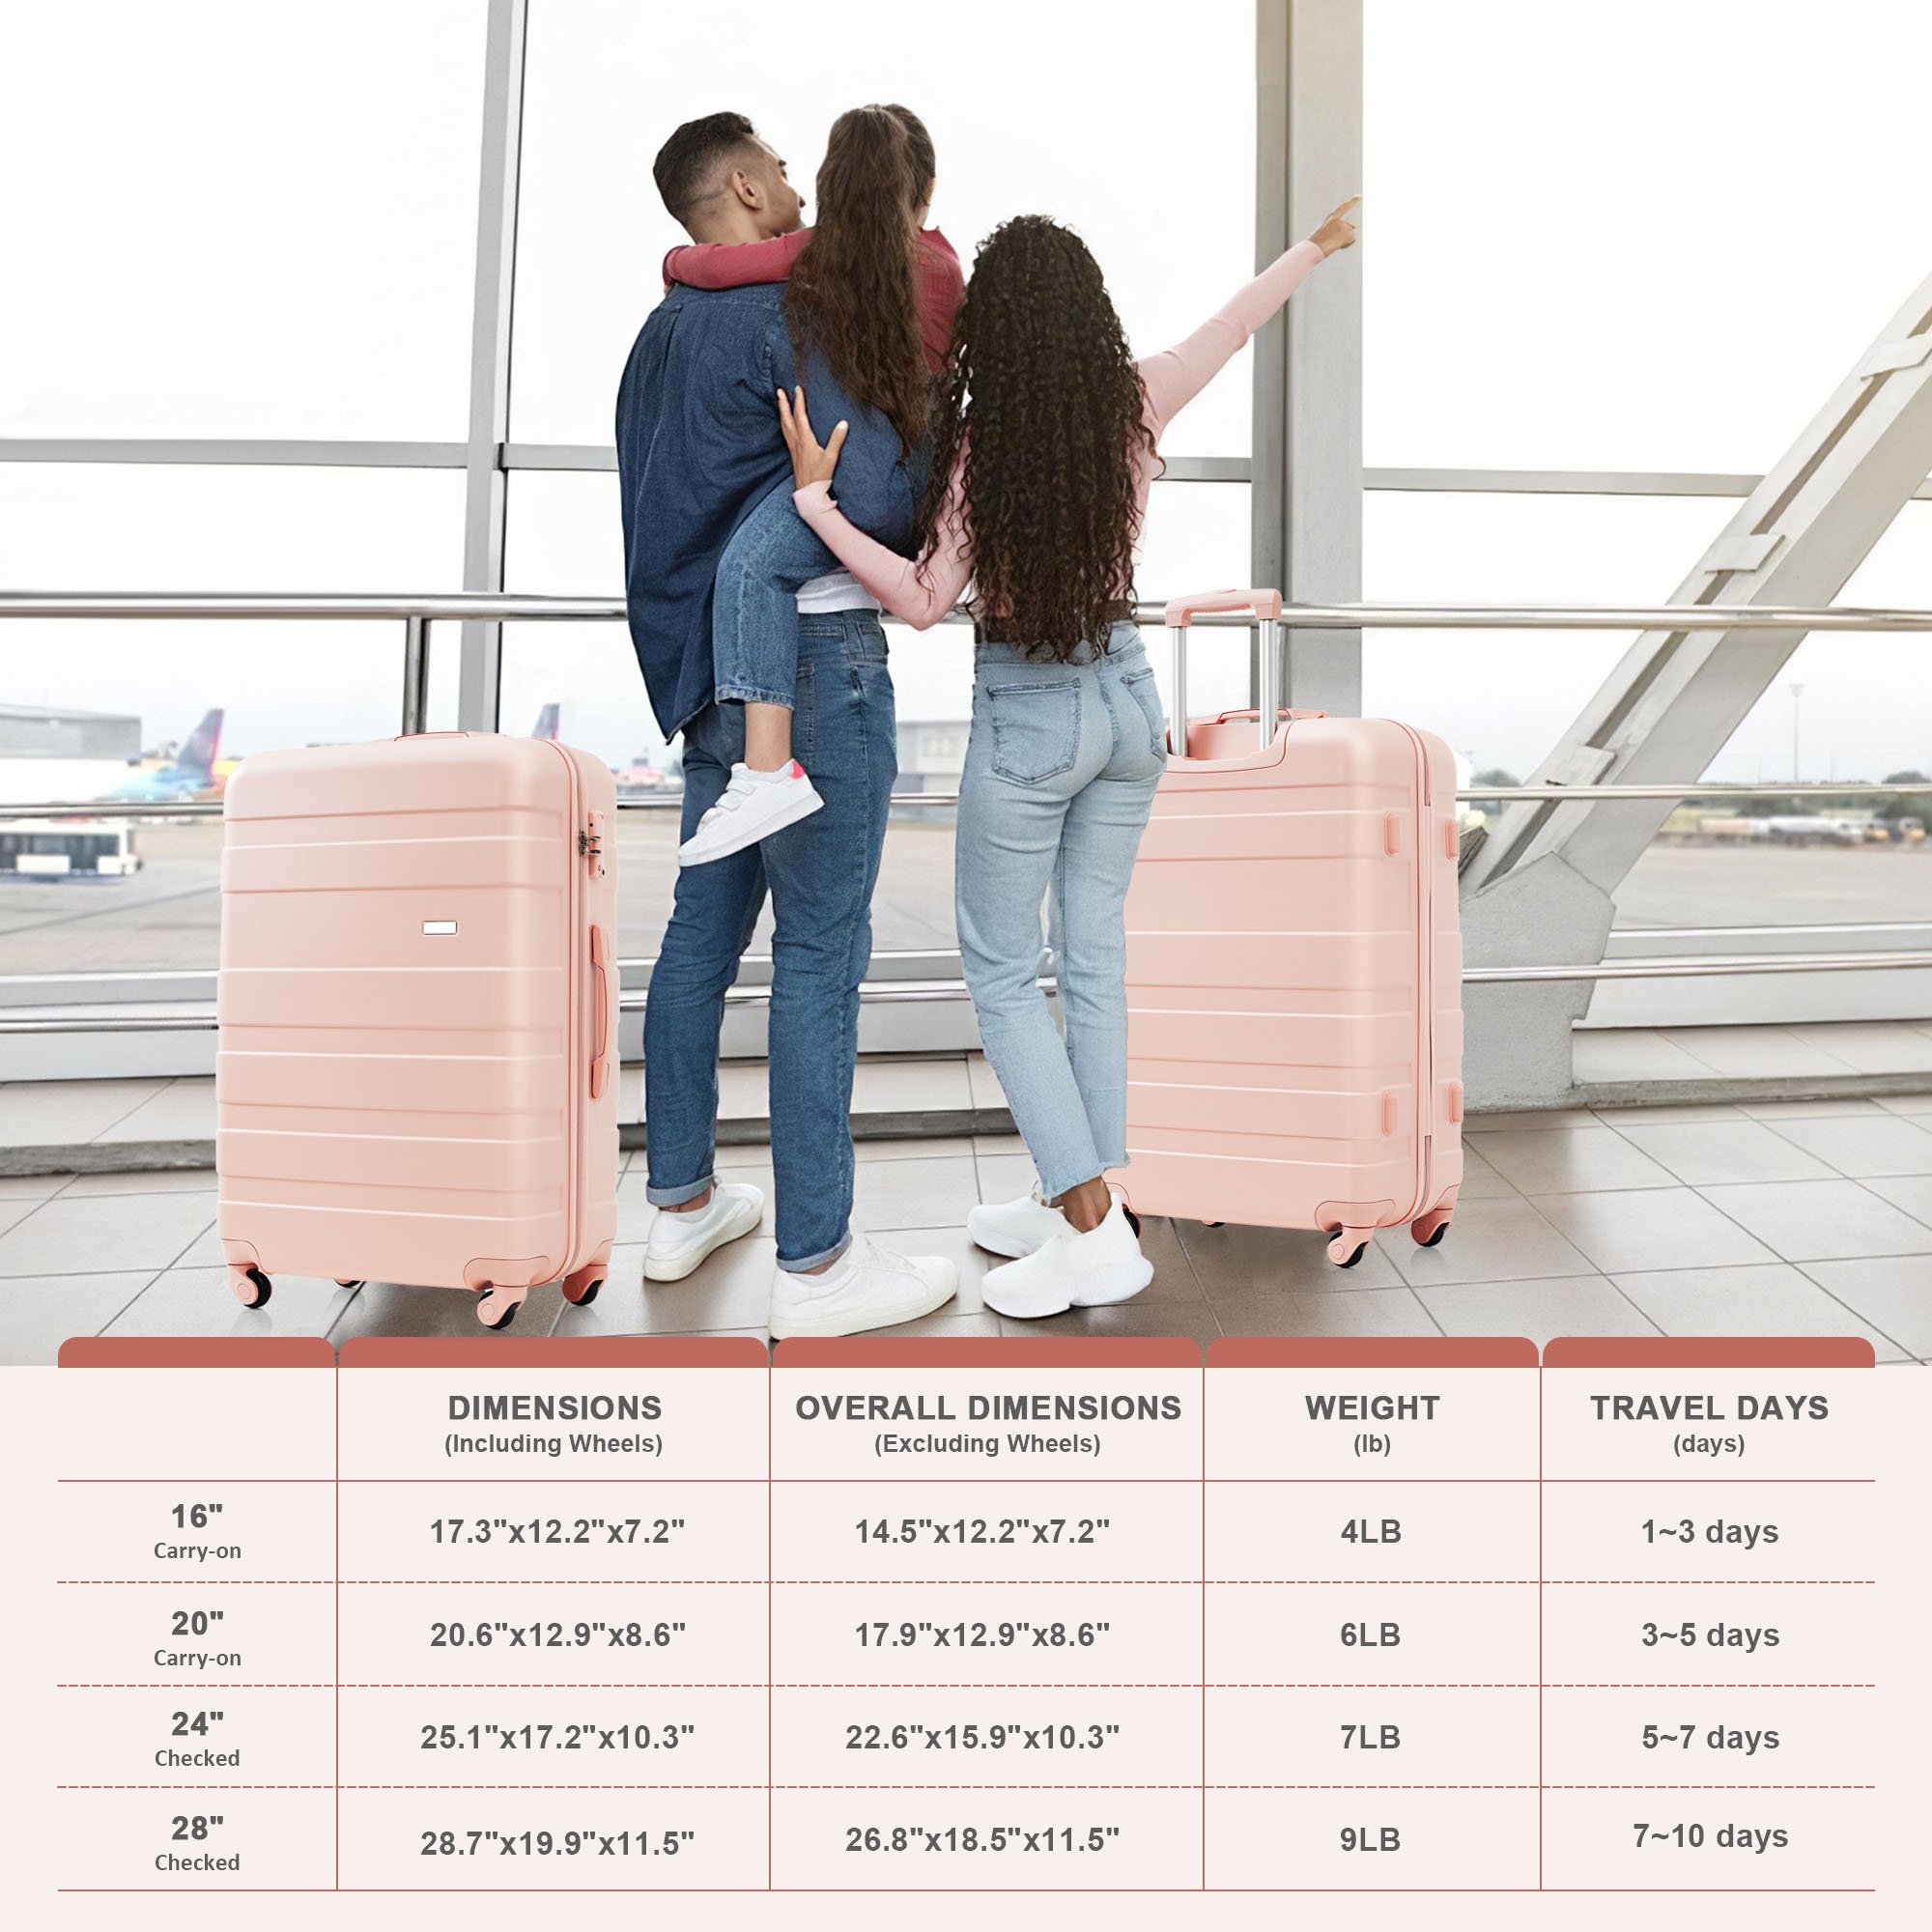 DIMENSIONS
(Including Wheels)
OVERALL DIMENSIONS
(Excluding Wheels)
WEIGHT
(lb)
TRAVEL DAYS
(days)
16"
Carry-on
17.3"x12.2"x7.2"
14.5"x12.2"x7.2"
4LB
1~3 days
20"
Carry-on
20.6"x12.9"x8.6"
17.9"x12.9"x8.6"
6LB
3~5 days
24"
Checked
25.1"x17.2"x10.3"
22.6"x15.9"x10.3"
7LB
5~7 days
28"
Checked
28.7"x19.9"x11.5"
26.8"x18.5"x11.5"
9LB
7~10 days